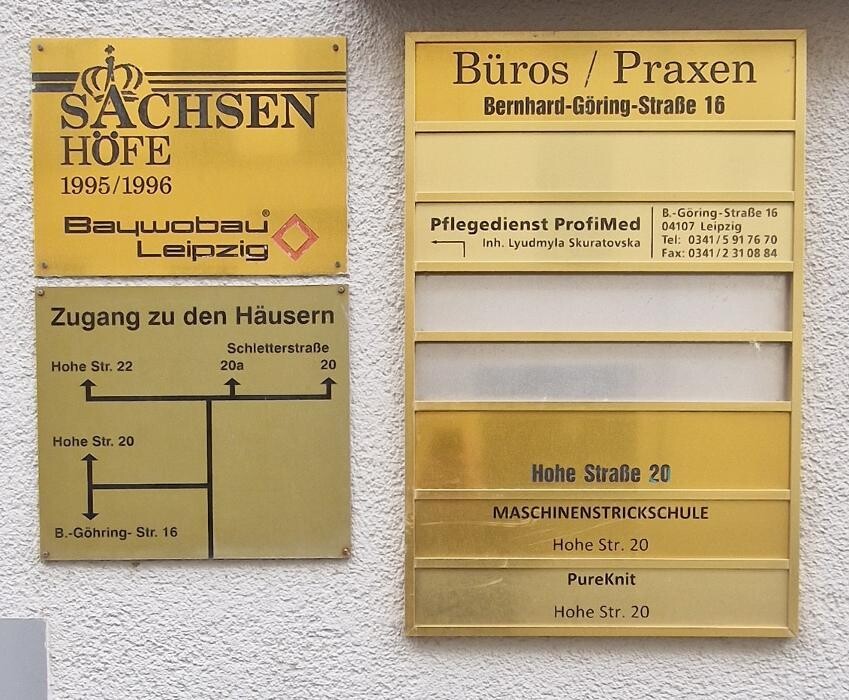 SACHSEN
HÖFE
1995/1996
Baywobau®
Leipzig
Zugang zu den Häusern
Schletterstraße
Hohe Str. 22 20a 20
Hohe Str. 20
B.-Göhring- Str. 16
Büros / Praxen
Bernhard-Göring-Straße 16
Pflegedienst ProfiMed
Inh. Lyudmyla Skuratovska
B.-Göring-Straße 16
04107 Leipzig
Tel: 0341/5 91 76 70
Fax: 0341/2 31 08 84
Hohe Straße 20
MASCHINENSTRICKSCHULE
Hohe Str. 20
PureKnit
Hohe Str. 20